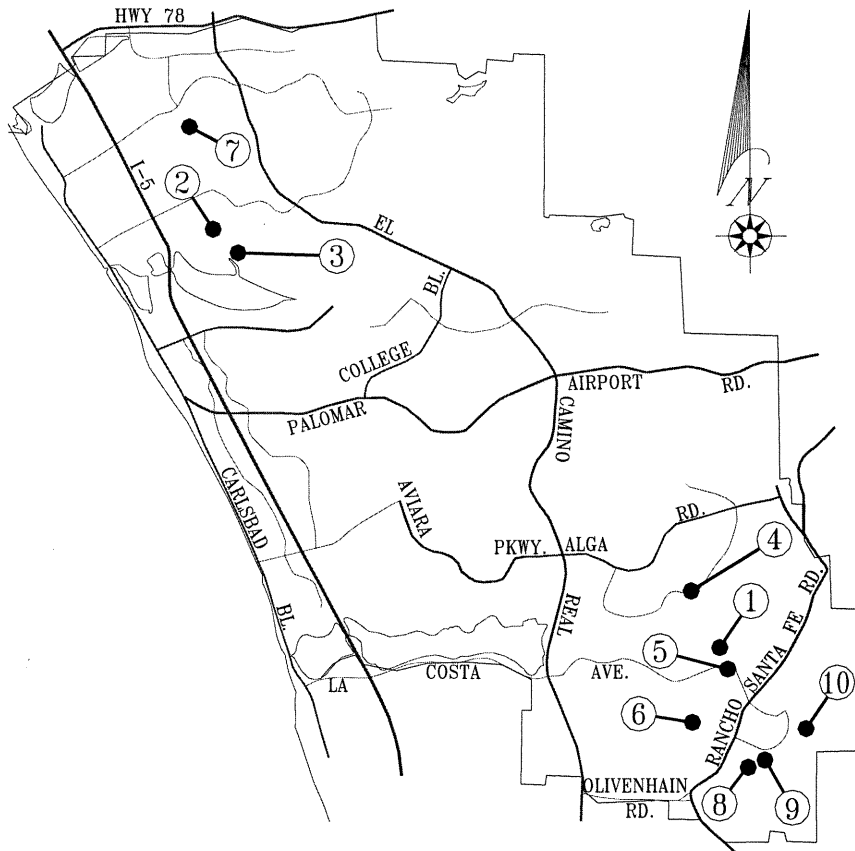 HWY 78
7
I-5
2
3
EL
BL.
COLLEGE
AIRPORT
RD.
PALOMAR
CAMINO
N
CARLSBAD
AVIARA
RD.
4
PKWY.
ALGA
RD.
1
BL.
REAL
5
SANTA FE
LA
COSTA
AVE.
10
6
RANCHO
OLIVENHAIN
RD.
8
9